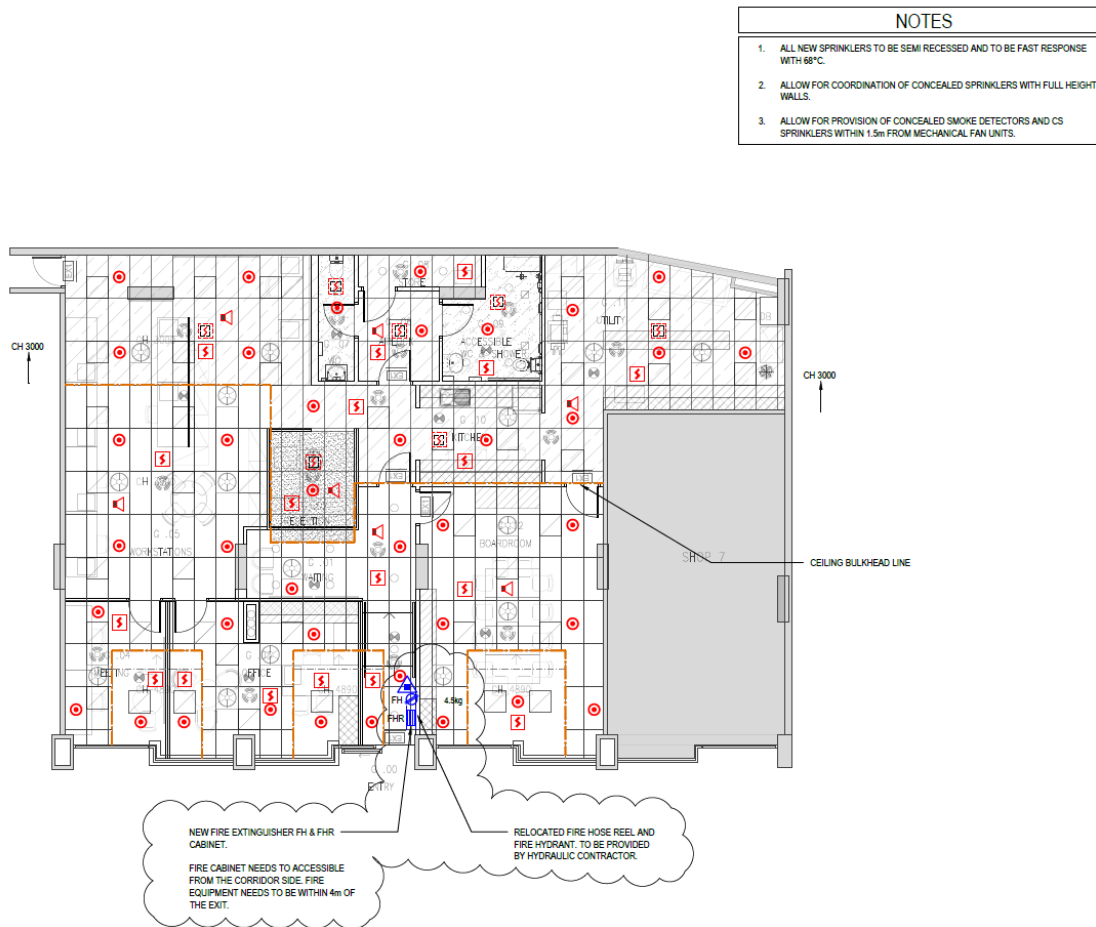 NOTES
1. ALL NEW SPRINKLERS TO BE SEMI RECESSED AND TO BE FAST RESPONSE
WITH 68°C.
2. ALLOW FOR COORDINATION OF CONCEALED SPRINKLERS WITH FULL HEIGHT
WALLS.
3. ALLOW FOR PROVISION OF CONCEALED SMOKE DETECTORS AND CS
SPRINKLERS WITHIN 1.5m FROM MECHANICAL FAN UNITS.
CH 3000
UTILITY
ACCESSIBLE
CH 3000
WORKSTATIONS
BOARDROOM
SHOP 7
CEILING BULKHEAD LINE
FH
4.5kg
FHR
ENTRY
NEW FIRE EXTINGUISHER FH & FHR
CABINET.
FIRE CABINET NEEDS TO ACCESSIBLE
FROM THE CORRIDOR SIDE. FIRE
EQUIPMENT NEEDS TO BE WITHIN 4m OF
THE EXIT.
RELOCATED FIRE HOSE REEL AND
FIRE HYDRANT. TO BE PROVIDED
BY HYDRAULIC CONTRACTOR.